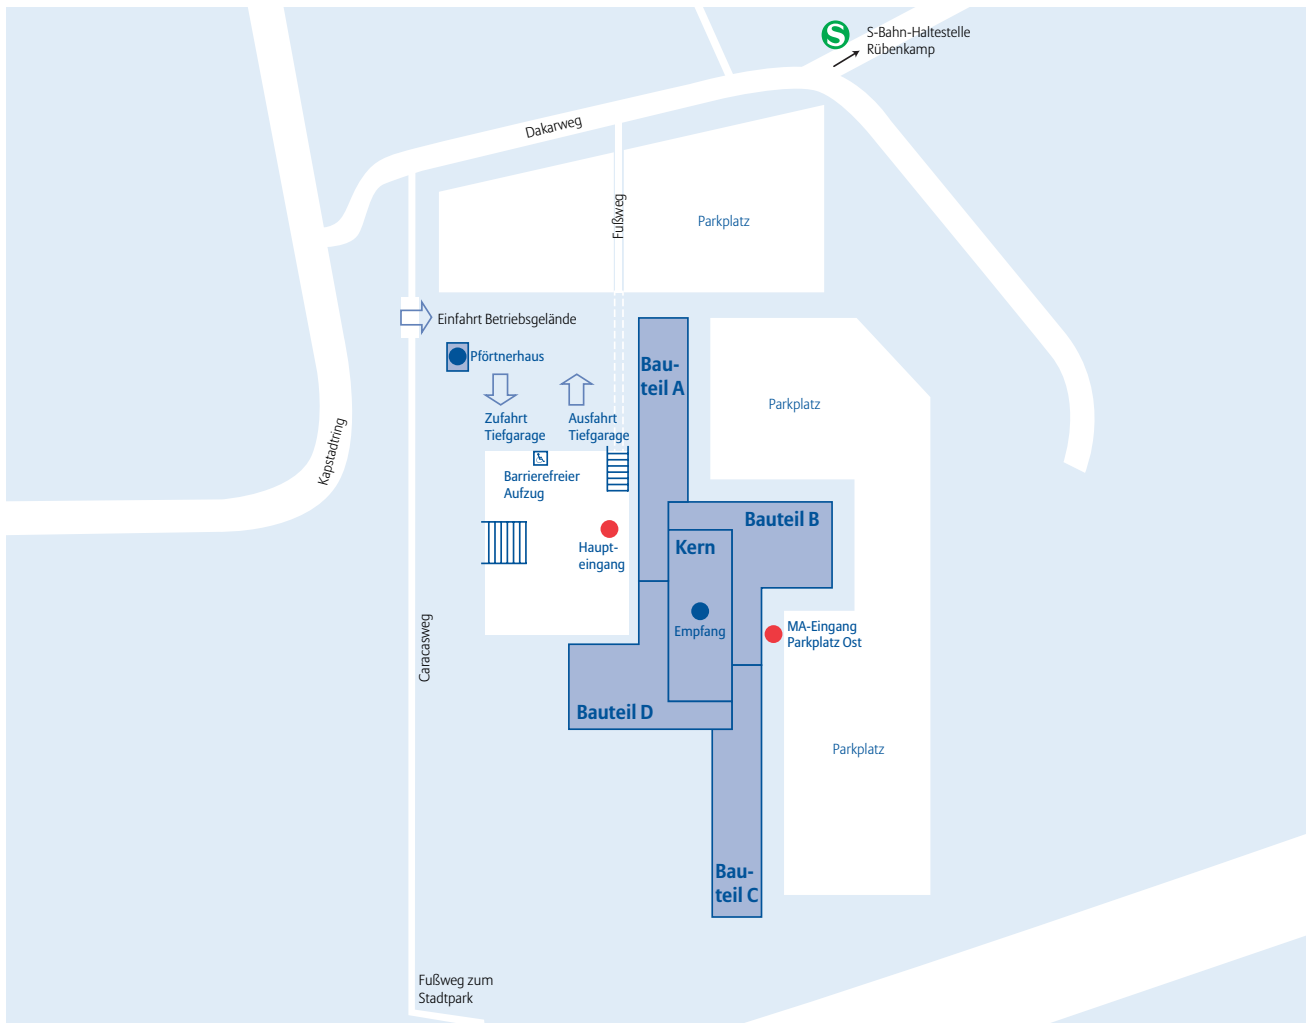 S
S-Bahn-Haltestelle
Rübenkamp
Dakarweg
Fußweg
Parkplatz
Einfahrt Betriebsgelände
Pförtnerhaus
Bau-
teil A
Zufahrt
Tiefgarage
Ausfahrt
Tiefgarage
Parkplatz
Kapstadtring
Barrierefreier
Aufzug
Bauteil B
Haupt-
eingang
Kern
Empfang
MA-Eingang
Parkplatz Ost
Caracasweg
Bauteil D
Parkplatz
Bau-
teil C
Fußweg zum
Stadtpark